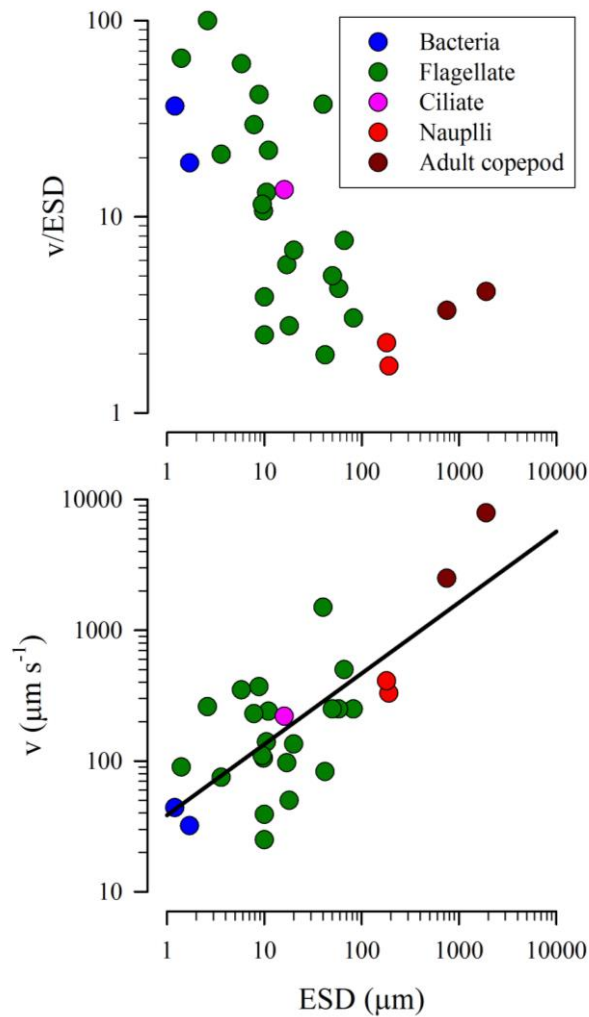 100
10
1
v/ESD
Bacteria
Flagellate
Ciliate
Nauplli
Adult copepod
1 10 100 1000 10000
10000
1000
100
10
v (μm s⁻¹)
1 10 100 1000 10000
ESD (μm)